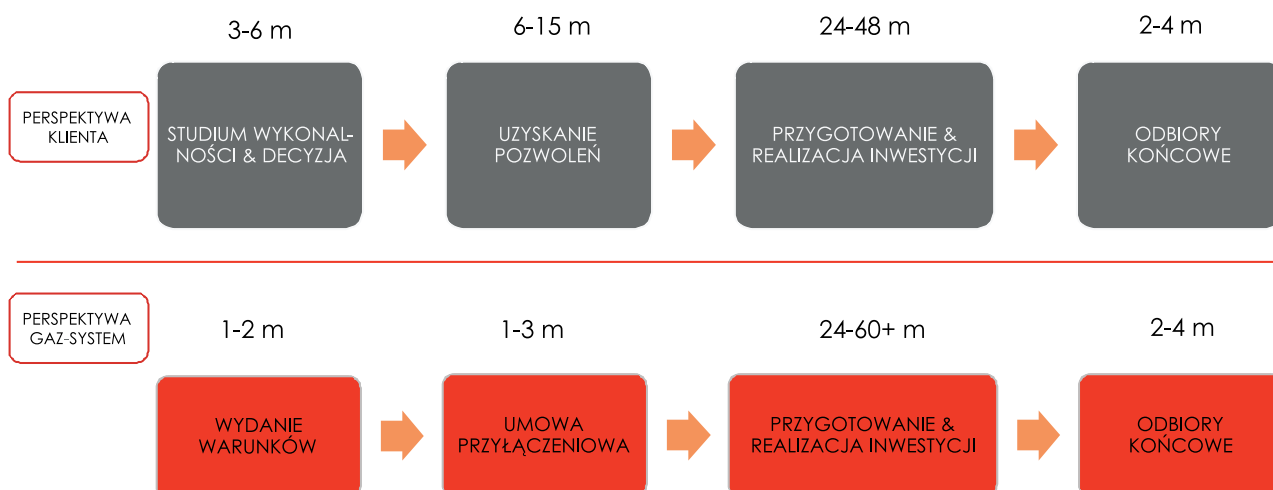 3-6 m
6-15 m
24-48 m
2-4 m
PERSPEKTYWA
KLIENTA
STUDIUM WYKONAL-
NOŚCI & DECYZJA
UZYSKANIE
POZWOLEŃ
PRZYGOTOWANIE &
REALIZACJA INWESTYCJI
ODBIORY
KOŃCOWE
PERSPEKTYWA
GAZ-SYSTEM
1-2 m
1-3 m
24-60+ m
2-4 m
WYDANIE
WARUNKÓW
UMOWA
PRZYŁĄCZENIOWA
PRZYGOTOWANIE &
REALIZACJA INWESTYCJI
ODBIORY
KOŃCOWE